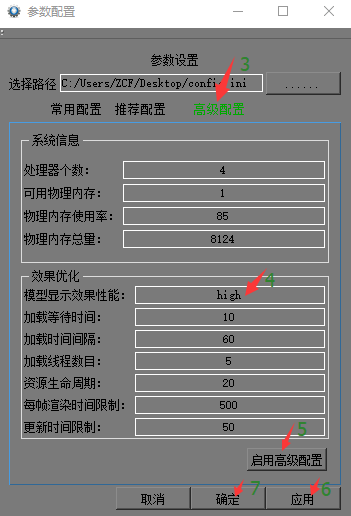 参数配置
3
参数设置
选择路径 C:/Users/ZCF/Desktop/config.ini ......
常用配置 推荐配置 高级配置
系统信息
处理器个数: 4
可用物理内存: 1
物理内存使用率: 85
物理内存总量: 8124
效果优化
4
模型显示效果性能: high
加载等待时间: 10
加载时间间隔: 60
加载线程数目: 5
资源生命周期: 20
每帧渲染时间限制: 500
更新时间限制: 50
5
启用高级配置
7 6
取消 确定 应用